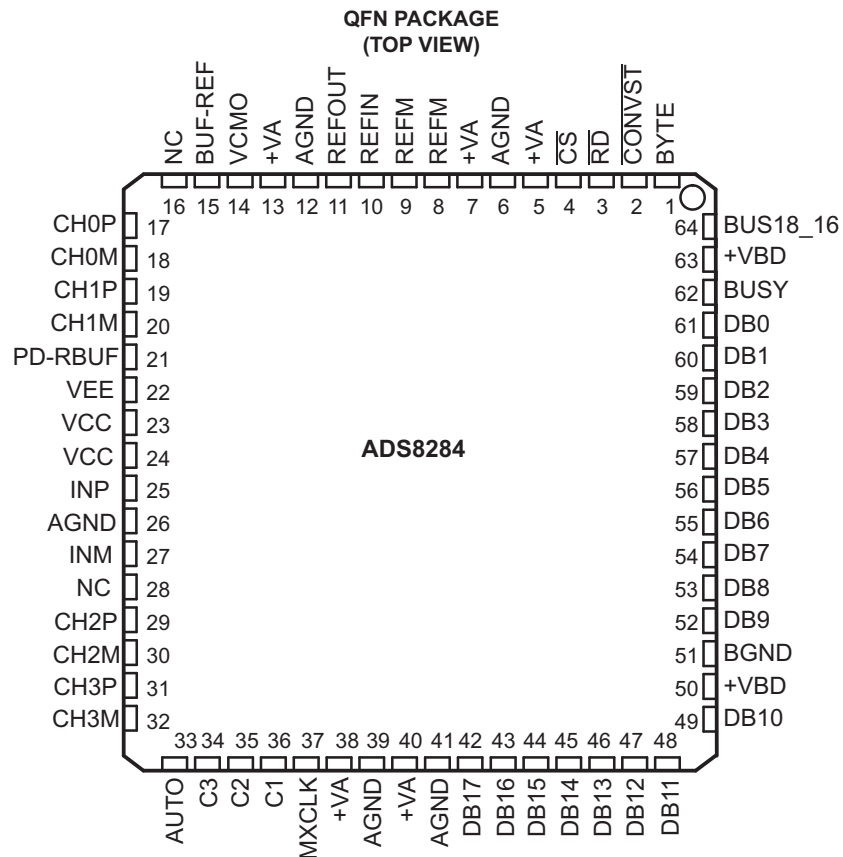 QFN PACKAGE
(TOP VIEW)
NC
BUF-REF
VCMO
+VA
AGND
REFOUT
REFIN
REFM
REFM
+VA
AGND
+VA
C̅S̅
R̅D̅
C̅O̅N̅V̅S̅T̅
BYTE
16 15 14 13 12 11 10 9 8 7 6 5 4 3 2 1
CH0P 17
CH0M 18
CH1P 19
CH1M 20
PD-RBUF 21
VEE 22
VCC 23
VCC 24
INP 25
AGND 26
INM 27
NC 28
CH2P 29
CH2M 30
CH3P 31
CH3M 32
ADS8284
64 BUS18_16
63 +VBD
62 BUSY
61 DB0
60 DB1
59 DB2
58 DB3
57 DB4
56 DB5
55 DB6
54 DB7
53 DB8
52 DB9
51 BGND
50 +VBD
49 DB10
33 34 35 36 37 38 39 40 41 42 43 44 45 46 47 48
AUTO
C3
C2
C1
MXCLK
+VA
AGND
+VA
AGND
DB17
DB16
DB15
DB14
DB13
DB12
DB11